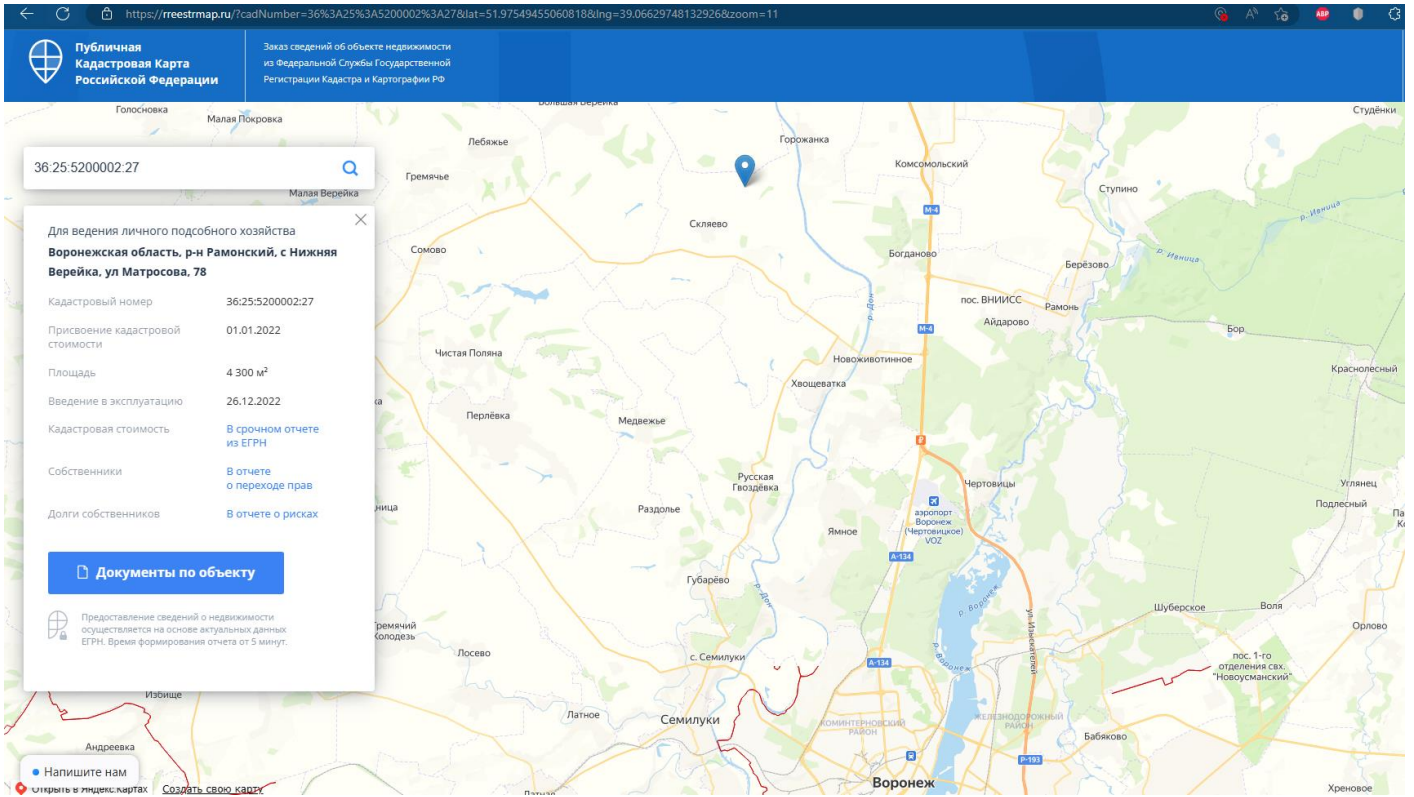 https://rreestrmap.ru/?cadNumber=36%3A25%3A5200002%3A27&lat=51.97549455060818&lng=39.066297481332926&zoom=11
ABP
Публичная
Кадастровая Карта
Российской Федерации
Заказ сведений об объекте недвижимости
из Федеральной Службы Государственной
Регистрации Кадастра и Картографии РФ
Голосновка
Малая Покровка
Большая Верейка
Студёнки
Лебяжье
Горожанка
36:25:5200002:27
Гремячье
Комсомольский
Малая Верейка
Ступино
М-4
р. Ивница
Скляево
Для ведения личного подсобного хозяйства
Воронежская область, р-н Рамонский, с Нижняя
Верейка, ул Матросова, 78
Сомово
Богданово
Берёзово
р. Ивница
Кадастровый номер 36:25:5200002:27
р. Дон
пос. ВНИИСС
Рамонь
Айдарово
Присвоение кадастровой 01.01.2022
стоимости
М-4
Бор
Чистая Поляна
Новоживотинное
Площадь 4 300 м²
Краснолесный
Хвощеватка
Введение в эксплуатацию 26.12.2022
Перлёвка
Медвежье
Кадастровая стоимость В срочном отчете
из ЕГРН
Собственники В отчете
о переходе прав
Русская
Гвоздёвка
Чертовицы
Углянец
Подлесный
Долги собственников В отчете о рисках
Раздолье
аэропорт
Воронеж
(Чертовицкое)
VOZ
Ямное
А-134
Документы по объекту
Губарёво
р. Дон
р. Воронеж
Шуберское
Воля
Предоставление сведений о недвижимости
осуществляется на основе актуальных данных
ЕГРН. Время формирования отчета от 5 минут.
Гремячий
Колодезь
ул. Изыскателей
Орлово
Лосево
с. Семилуки
А-134
р. Воронеж
пос. 1-го
отделения свх.
"Новоусманский"
Избище
Латное
Семилуки
КОМИНТЕРНОВСКИЙ
РАЙОН
ЖЕЛЕЗНОДОРОЖНЫЙ
РАЙОН
Бабяково
Андреевка
Р-193
Напишите нам
Воронеж
Открыть в Яндекс.Картах
Создать свою карту
Латная
Хреновое